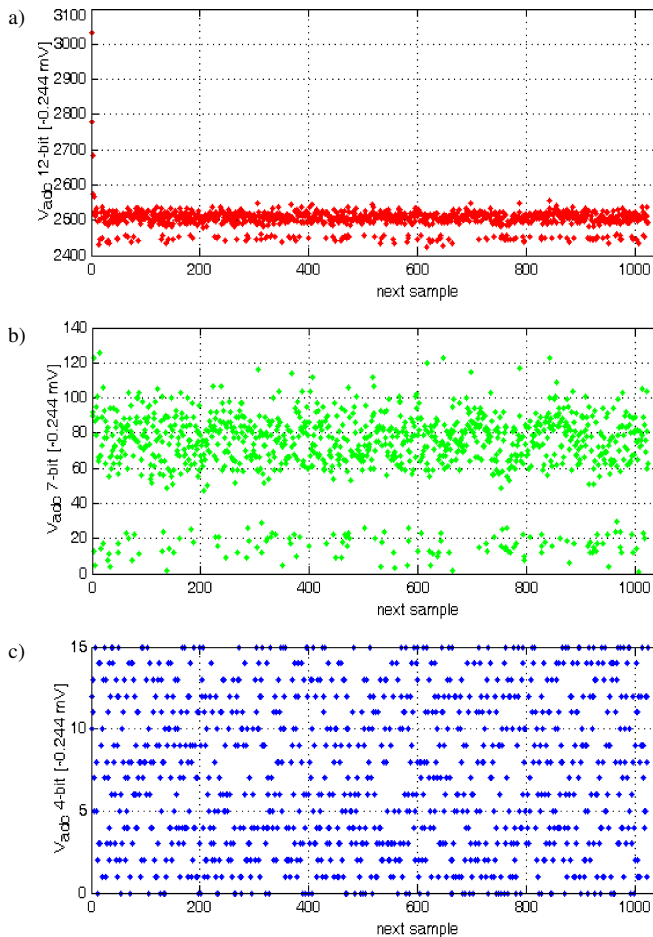 a)
3100
3000
2900
2800
2700
2600
2500
2400
V_ADC 12-bit [-0.244 mV]
0 200 400 600 800 1000
next sample
b)
140
120
100
80
60
40
20
0
V_ADC 7-bit [-0.244 mV]
0 200 400 600 800 1000
next sample
c)
15
10
5
0
V_ADC 4-bit [-0.244 mV]
0 200 400 600 800 1000
next sample